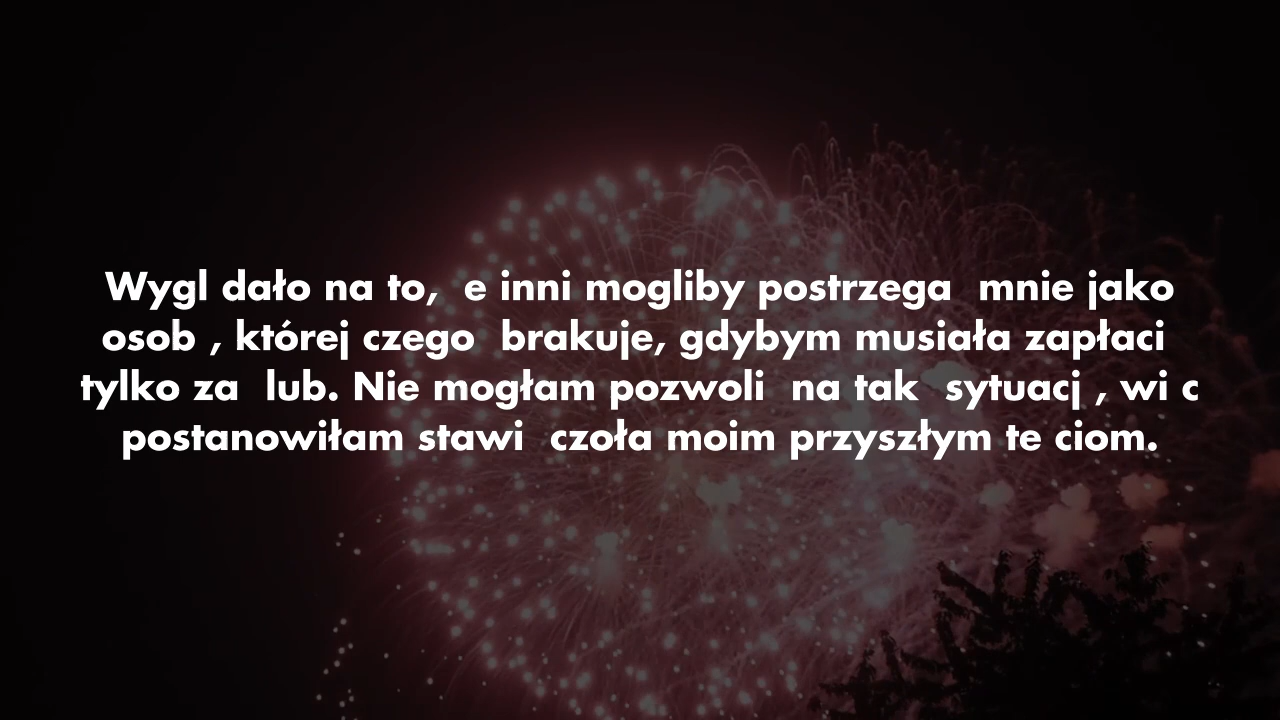 Wygl dało na to,  e inni mogliby postrzega  mnie jako
osob , której czego  brakuje, gdybym musiała zapłaci
tylko za  lub. Nie mogłam pozwoli  na tak  sytuacj , wi c
postanowiłam stawi  czoła moim przyszłym te ciom.